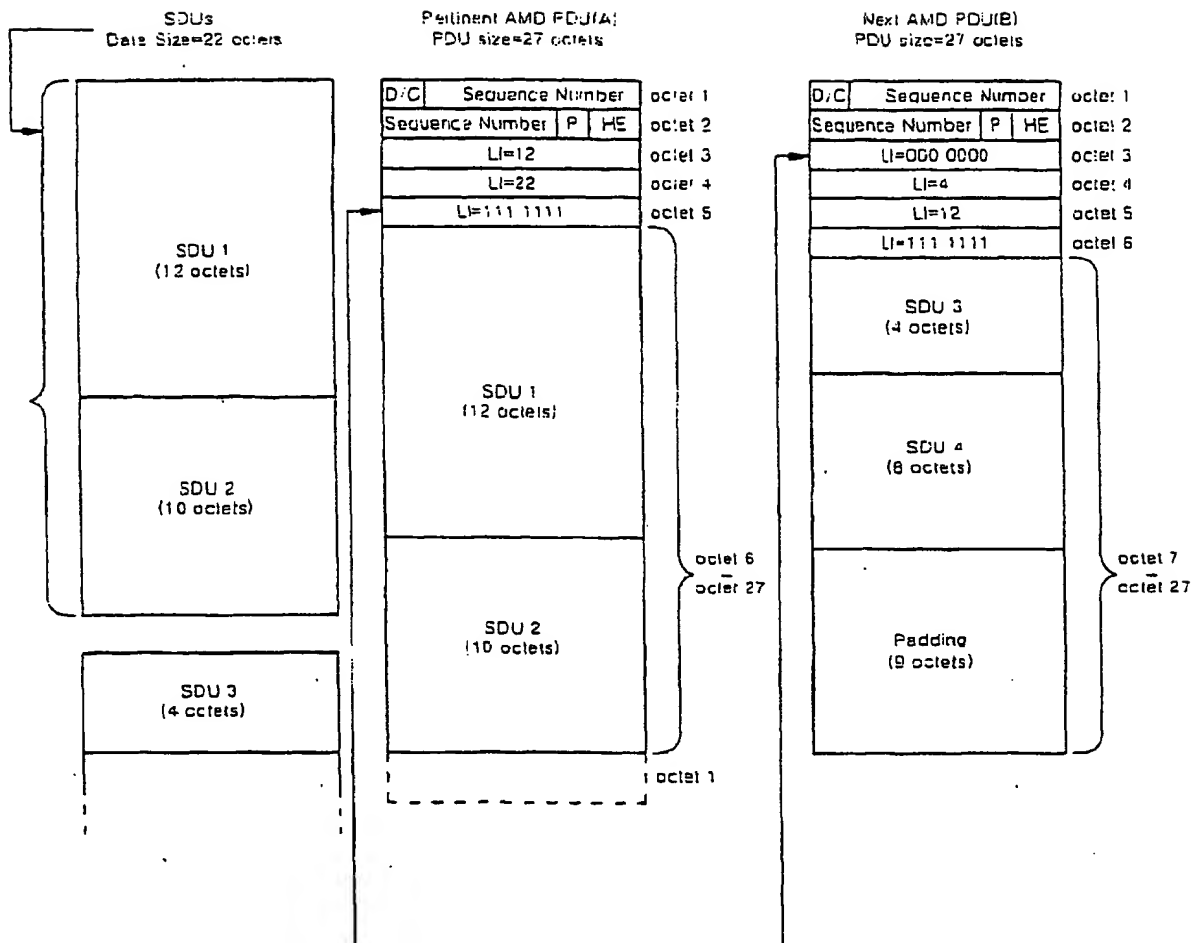 SDUs
Data Size=22 octets
Pertinent AMD PDU(A)
PDU size=27 octets
Next AMD PDU(B)
PDU size=27 octets
D/C Sequence Number octet 1
Sequence Number P HE octet 2
LI=12 octet 3
LI=22 octet 4
LI=111 1111 octet 5
D/C Sequence Number octet 1
Sequence Number P HE octet 2
LI=000 0000 octet 3
LI=4 octet 4
LI=12 octet 5
LI=111 1111 octet 6
SDU 1
(12 octets)
SDU 2
(10 octets)
SDU 3
(4 octets)
SDU 1
(12 octets)
SDU 2
(10 octets)
octet 6
–
octet 27
octet 1
SDU 3
(4 octets)
SDU 4
(8 octets)
Padding
(9 octets)
octet 7
–
octet 27